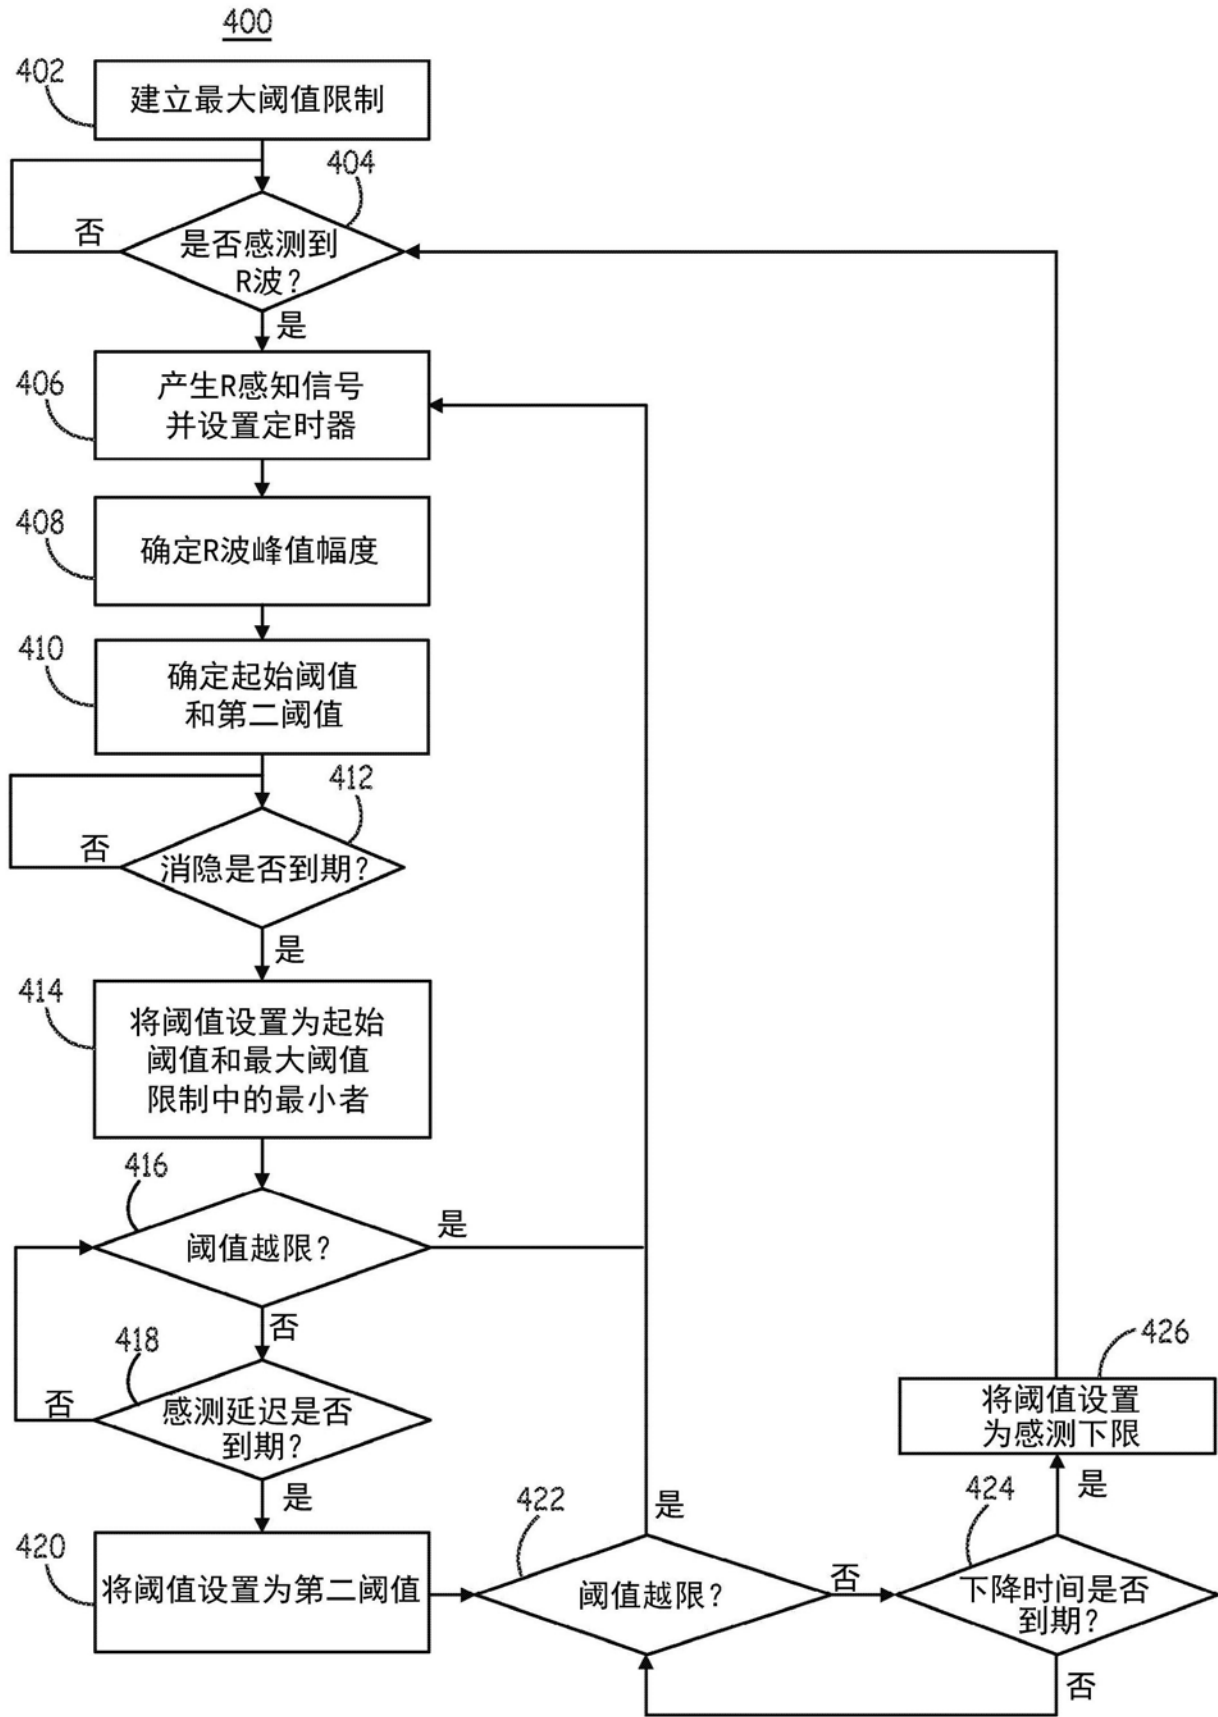 400
402
建立最大阈值限制
404
否
是否感测到
R波?
是
406
产生R感知信号
并设置定时器
408
确定R波峰值幅度
410
确定起始阈值
和第二阈值
412
否
消隐是否到期?
是
414
将阈值设置为起始
阈值和最大阈值
限制中的最小者
416
阈值越限?
是
否
418
否
感测延迟是否
到期?
是
420
将阈值设置为第二阈值
422
是
阈值越限?
否
424
下降时间是否
到期?
是
否
426
将阈值设置
为感测下限